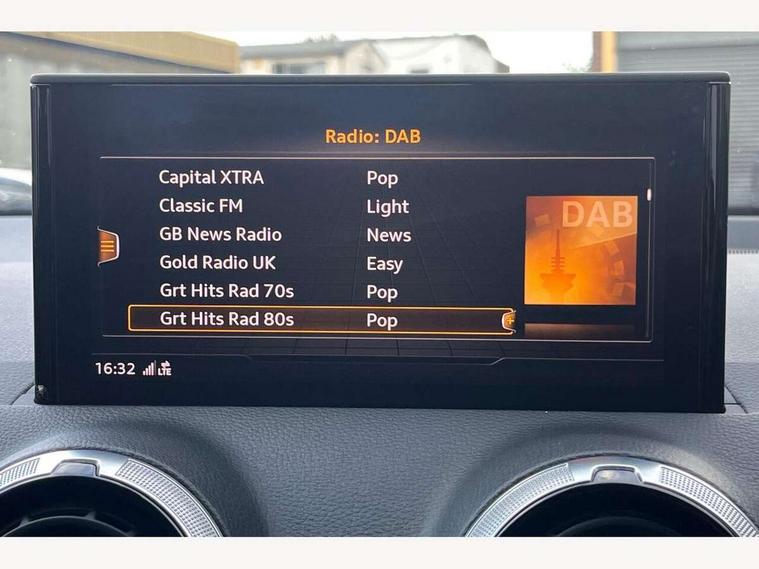 Radio: DAB
Capital XTRA Pop
Classic FM Light
GB News Radio News
Gold Radio UK Easy
Grt Hits Rad 70s Pop
Grt Hits Rad 80s Pop
DAB
16:32 LTE